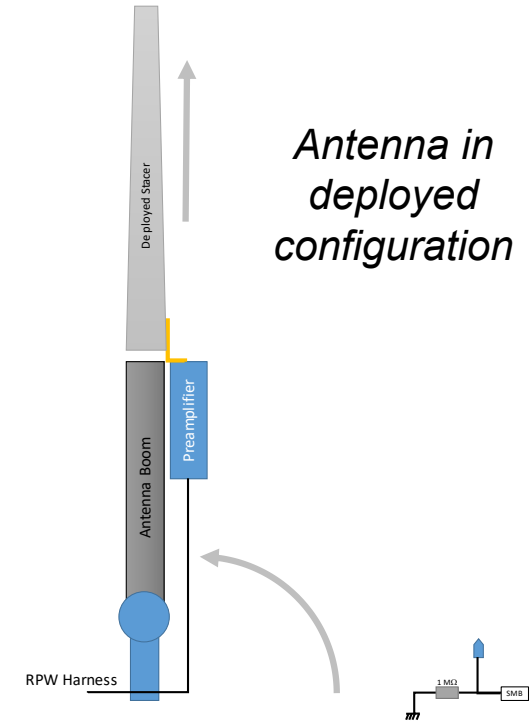 Antenna in
deployed
configuration
Deployed Stacer
Preamplifier
Antenna Boom
RPW Harness
1 MΩ
SMB